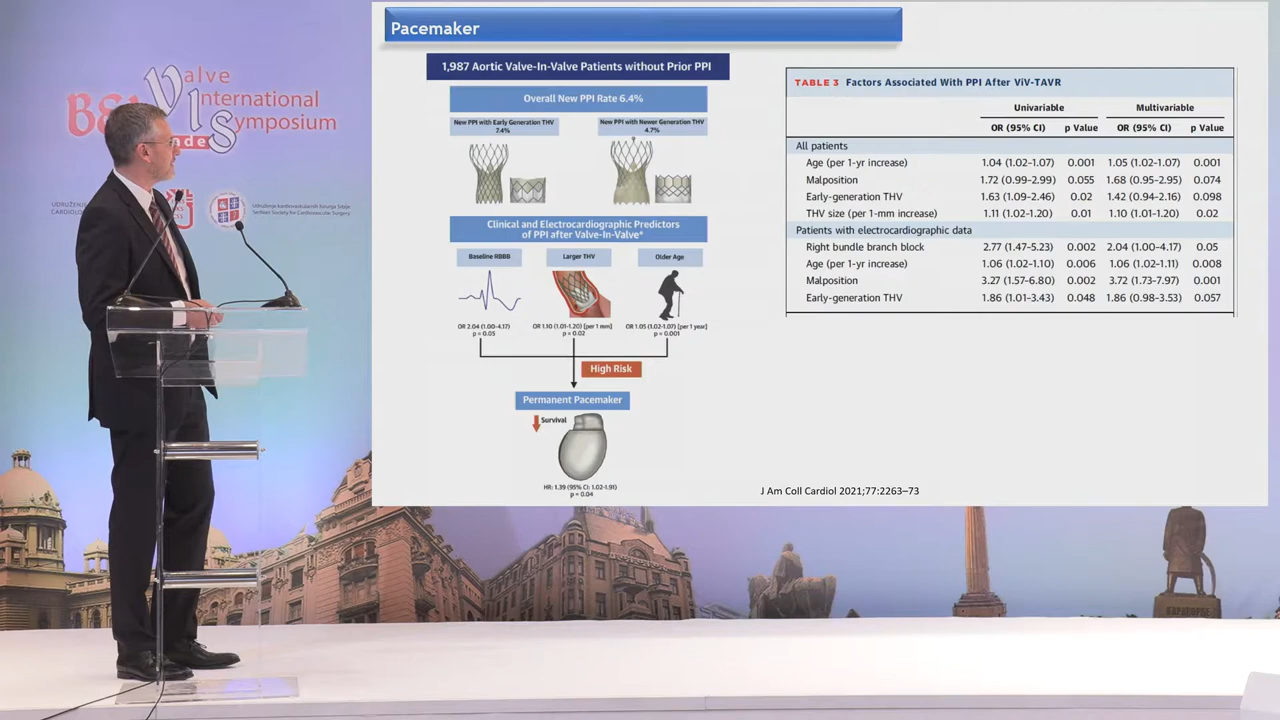 Valve
B&H
International
Symposium
nde
UDRUŽENJE
KARDIOLO
CSS
Udruženje kardiovaskularnih hirurga Srbije
Serbian Society for Cardiovascular Surgery
Pacemaker
1,987 Aortic Valve-In-Valve Patients without Prior PPI
Overall New PPI Rate 6.4%
New PPI with Early Generation THV
7.4%
New PPI with Newer Generation THV
4.7%
Clinical and Electrocardiographic Predictors
of PPI after Valve-In-Valve*
Baseline RBBB
Larger THV
Older Age
OR 2.04 (1.00-4.17)
p = 0.05
OR 1.10 (1.01-1.20) [per 1 mm]
p = 0.02
OR 1.05 (1.02-1.07) [per 1 year]
p = 0.001
High Risk
Permanent Pacemaker
Survival
HR: 1.39 (95% CI: 1.02-1.91)
p = 0.04
TABLE 3 Factors Associated With PPI After ViV-TAVR
Univariable Multivariable
OR (95% CI) p Value OR (95% CI) p Value
All patients
Age (per 1-yr increase) 1.04 (1.02-1.07) 0.001 1.05 (1.02-1.07) 0.001
Malposition 1.72 (0.99-2.99) 0.055 1.68 (0.95-2.95) 0.074
Early-generation THV 1.63 (1.09-2.46) 0.02 1.42 (0.94-2.16) 0.098
THV size (per 1-mm increase) 1.11 (1.02-1.20) 0.01 1.10 (1.01-1.20) 0.02
Patients with electrocardiographic data
Right bundle branch block 2.77 (1.47-5.23) 0.002 2.04 (1.00-4.17) 0.05
Age (per 1-yr increase) 1.06 (1.02-1.10) 0.006 1.06 (1.02-1.11) 0.008
Malposition 3.27 (1.57-6.80) 0.002 3.72 (1.73-7.97) 0.001
Early-generation THV 1.86 (1.01-3.43) 0.048 1.86 (0.98-3.53) 0.057
J Am Coll Cardiol 2021;77:2263–73